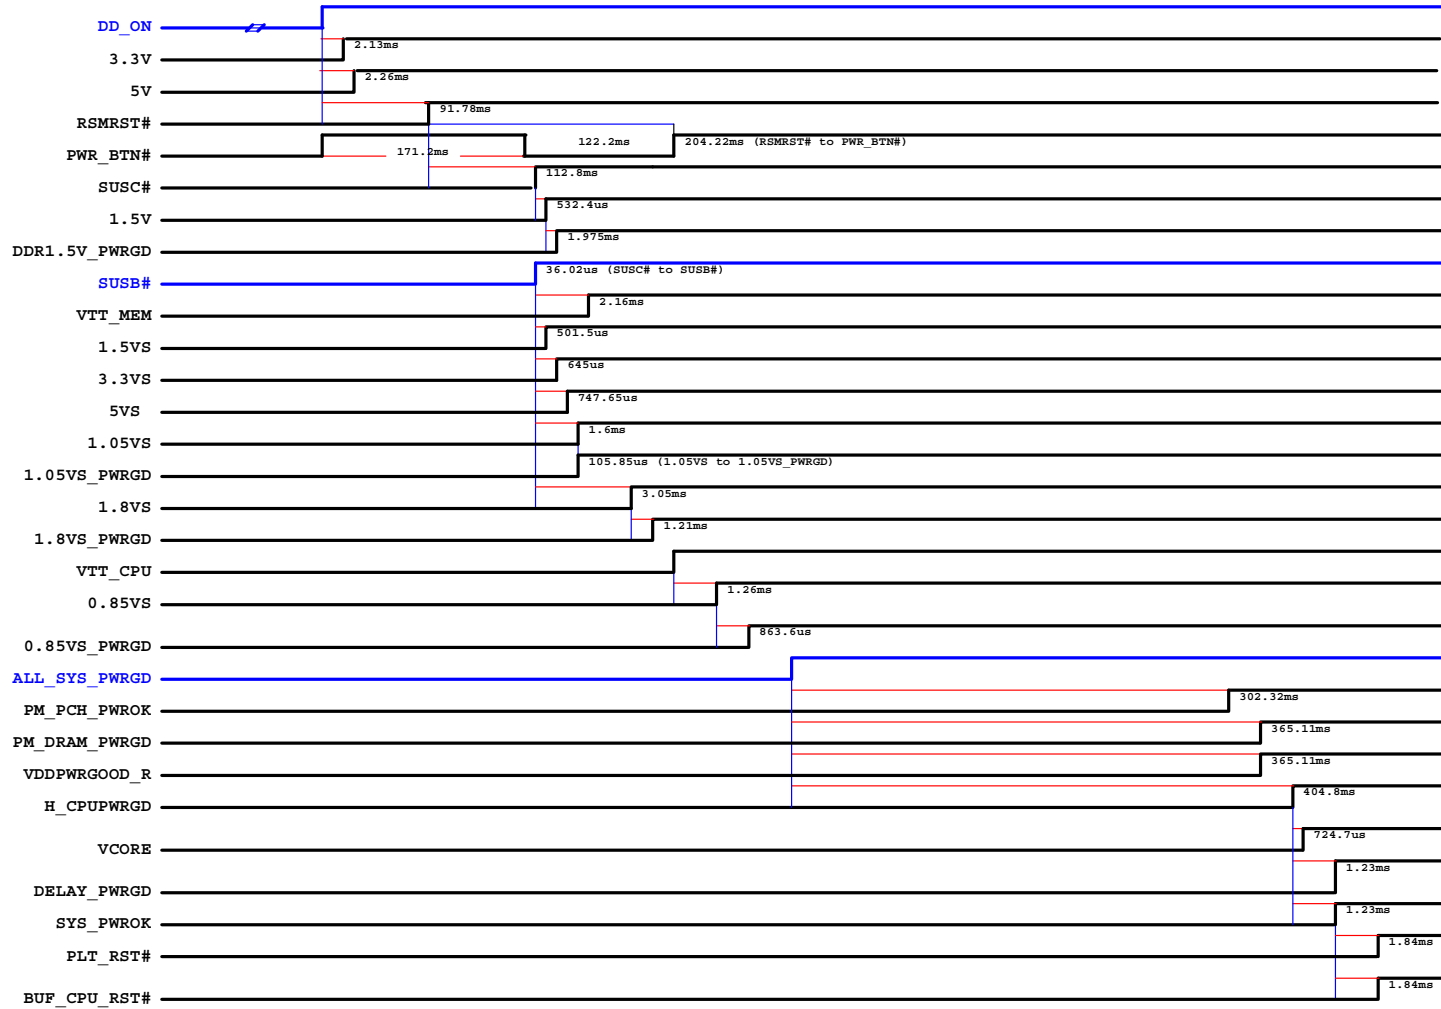 DD_ON
3.3V 2.13ms
5V 2.26ms
RSMRST# 91.78ms
PWR_BTN# 171.2ms 122.2ms 204.22ms (RSMRST# to PWR_BTN#)
SUSC# 112.8ms
1.5V 532.4us
DDR1.5V_PWRGD 1.975ms
SUSB# 36.02us (SUSC# to SUSB#)
VTT_MEM 2.16ms
1.5VS 501.5us
3.3VS 645us
5VS 747.65us
1.05VS 1.6ms
1.05VS_PWRGD 105.85us (1.05VS to 1.05VS_PWRGD)
1.8VS 3.05ms
1.8VS_PWRGD 1.21ms
VTT_CPU
0.85VS 1.26ms
0.85VS_PWRGD 863.6us
ALL_SYS_PWRGD
PM_PCH_PWROK 302.32ms
PM_DRAM_PWRGD 365.11ms
VDDPWRGOOD_R 365.11ms
H_CPUPWRGD 404.8ms
VCORE 724.7us
DELAY_PWRGD 1.23ms
SYS_PWROK 1.23ms
PLT_RST# 1.84ms
BUF_CPU_RST# 1.84ms